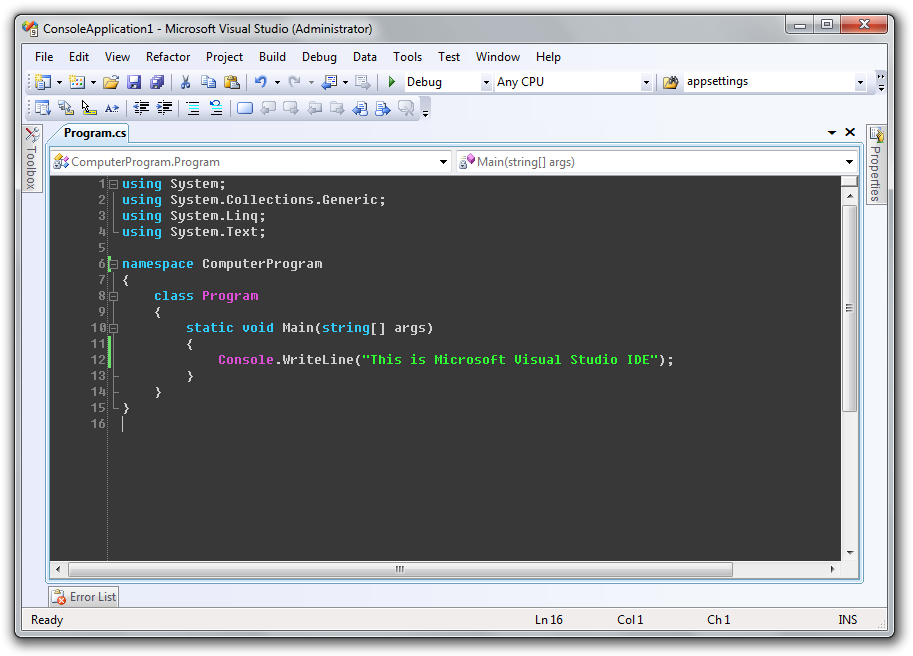 ConsoleApplication1 - Microsoft Visual Studio (Administrator)
File Edit View Refactor Project Build Debug Data Tools Test Window Help
Debug Any CPU appsettings
Program.cs
Toolbox
Properties
ComputerProgram.Program Main(string[] args)
1 using System;
2 using System.Collections.Generic;
3 using System.Linq;
4 using System.Text;
5
6 namespace ComputerProgram
7 {
8 class Program
9 {
10 static void Main(string[] args)
11 {
12 Console.WriteLine("This is Microsoft Visual Studio IDE");
13 }
14 }
15 }
16
Error List
Ready Ln 16 Col 1 Ch 1 INS